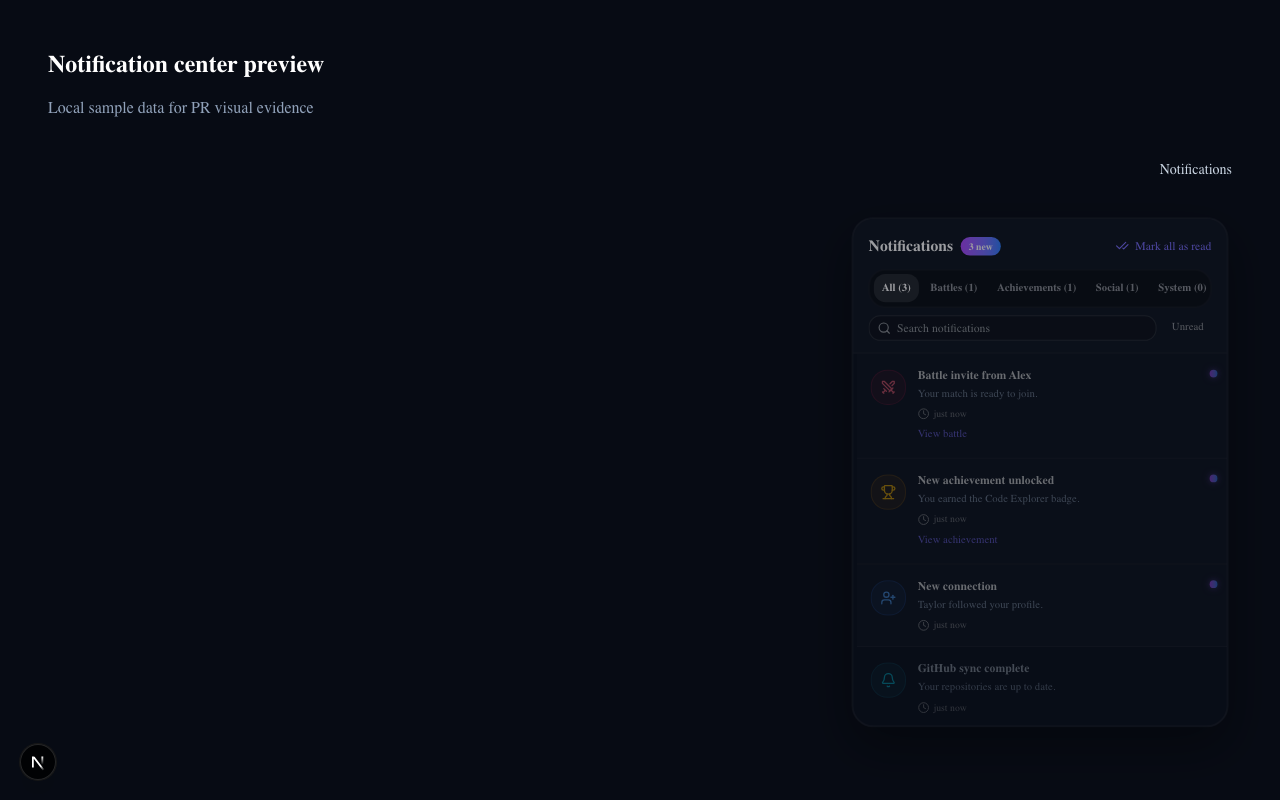 Notification center preview
Local sample data for PR visual evidence
Notifications
Notifications 3 new Mark all as read
All (3) Battles (1) Achievements (1) Social (1) System (0)
Search notifications Unread
Battle invite from Alex
Your match is ready to join.
just now
View battle
New achievement unlocked
You earned the Code Explorer badge.
just now
View achievement
New connection
Taylor followed your profile.
just now
GitHub sync complete
Your repositories are up to date.
just now
N